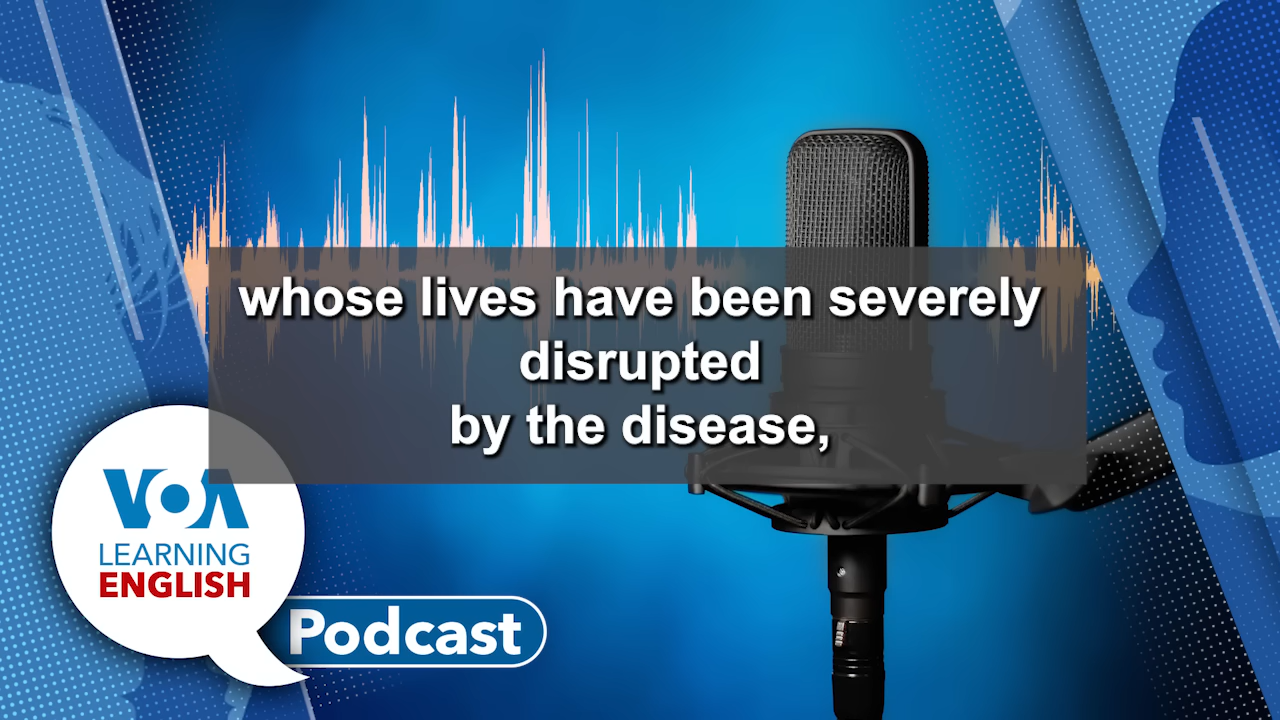 whose lives have been severely
disrupted
by the disease,
VOA
LEARNING
ENGLISH
Podcast